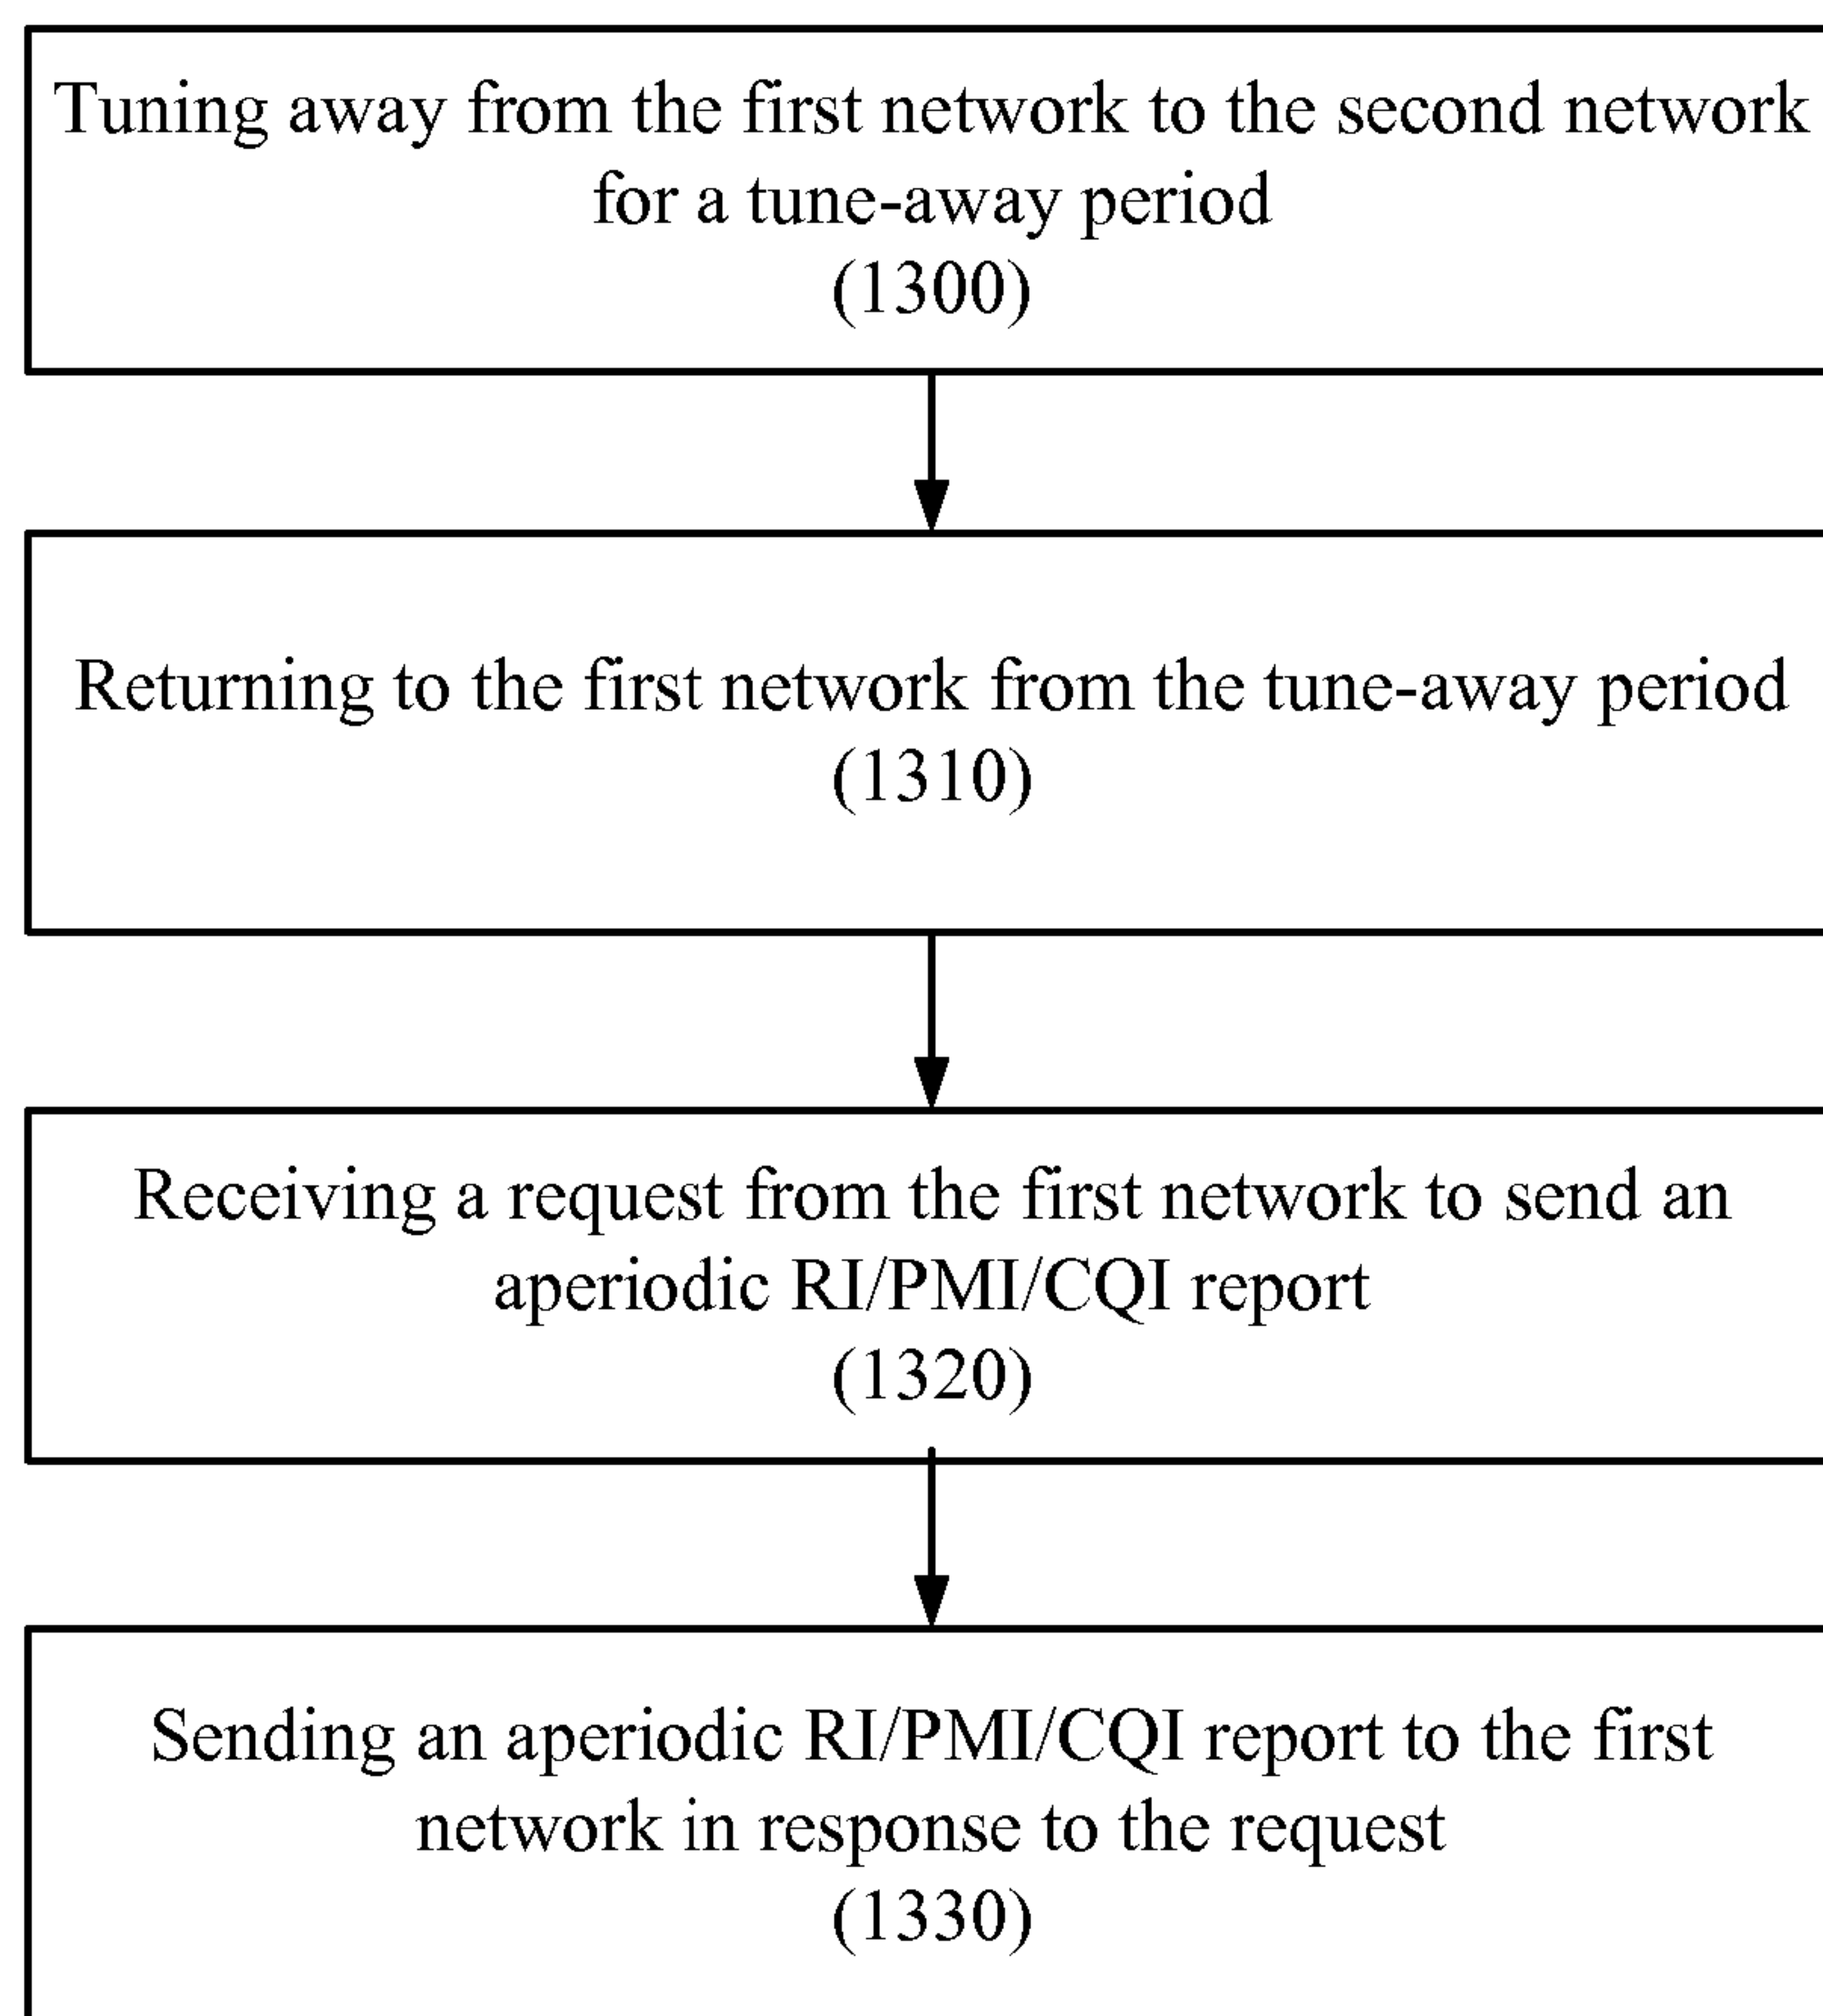 Tuning away from the first network to the second network
for a tune-away period
(1300)
Returning to the first network from the tune-away period
(1310)
Receiving a request from the first network to send an
aperiodic RI/PMI/CQI report
(1320)
Sending an aperiodic RI/PMI/CQI report to the first
network in response to the request
(1330)